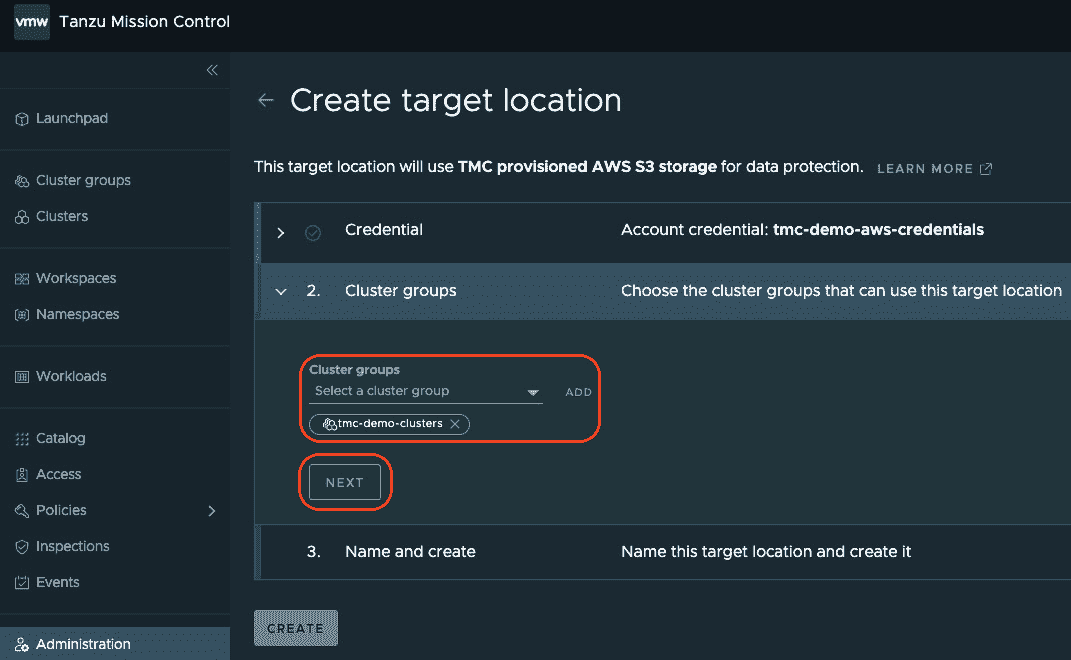 vmw Tanzu Mission Control
Launchpad
Cluster groups
Clusters
Workspaces
Namespaces
Workloads
Catalog
Access
Policies
Inspections
Events
Administration
Create target location
This target location will use TMC provisioned AWS S3 storage for data protection. LEARN MORE
Credential Account credential: tmc-demo-aws-credentials
2. Cluster groups Choose the cluster groups that can use this target location
Cluster groups
Select a cluster group ADD
tmc-demo-clusters
NEXT
3. Name and create Name this target location and create it
CREATE